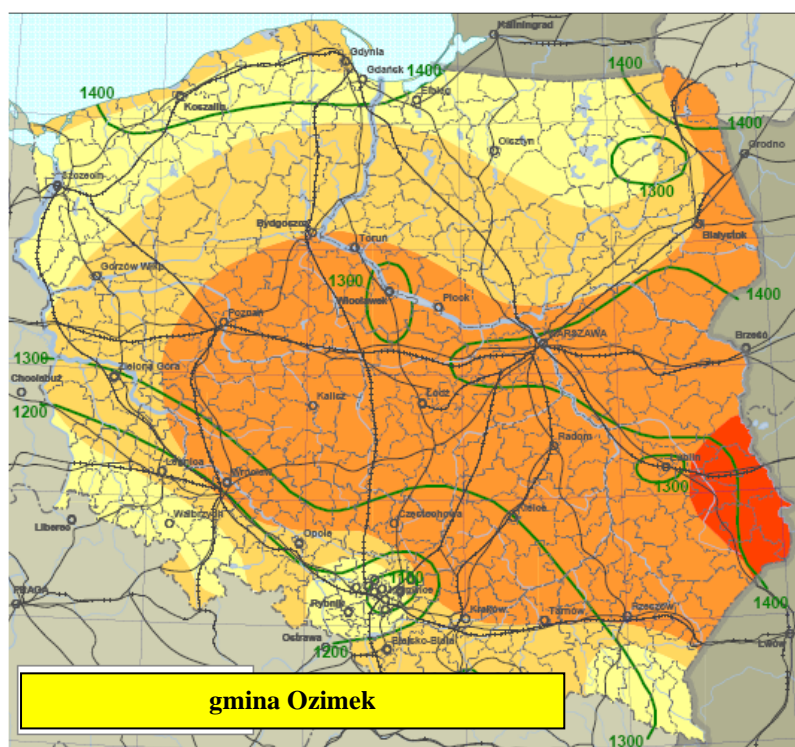 Kaliningrad
Gdynia
Gdańsk
1400
1400
1400
Elbląg
Koszalin
1400
Olsztyn
Grodno
1300
Szczecin
Bydgoszcz
Toruń
Białystok
Gorzów Wlkp
1300
Włocławek
Płock
1400
Poznań
WARSZAWA
Brześć
1300
Zielona Góra
Chociebuż
1200
Kalisz
Łódź
Radom
Legnica
Wrocław
Lublin
1300
Wałbrzych
Liberec
Opole
Częstochowa
Kielce
PRAGA
Rybnik
Kraków
Tarnów
Rzeszów
1400
Ostrawa
1200
Bielsko-Biała
Lwów
gmina Ozimek
1300